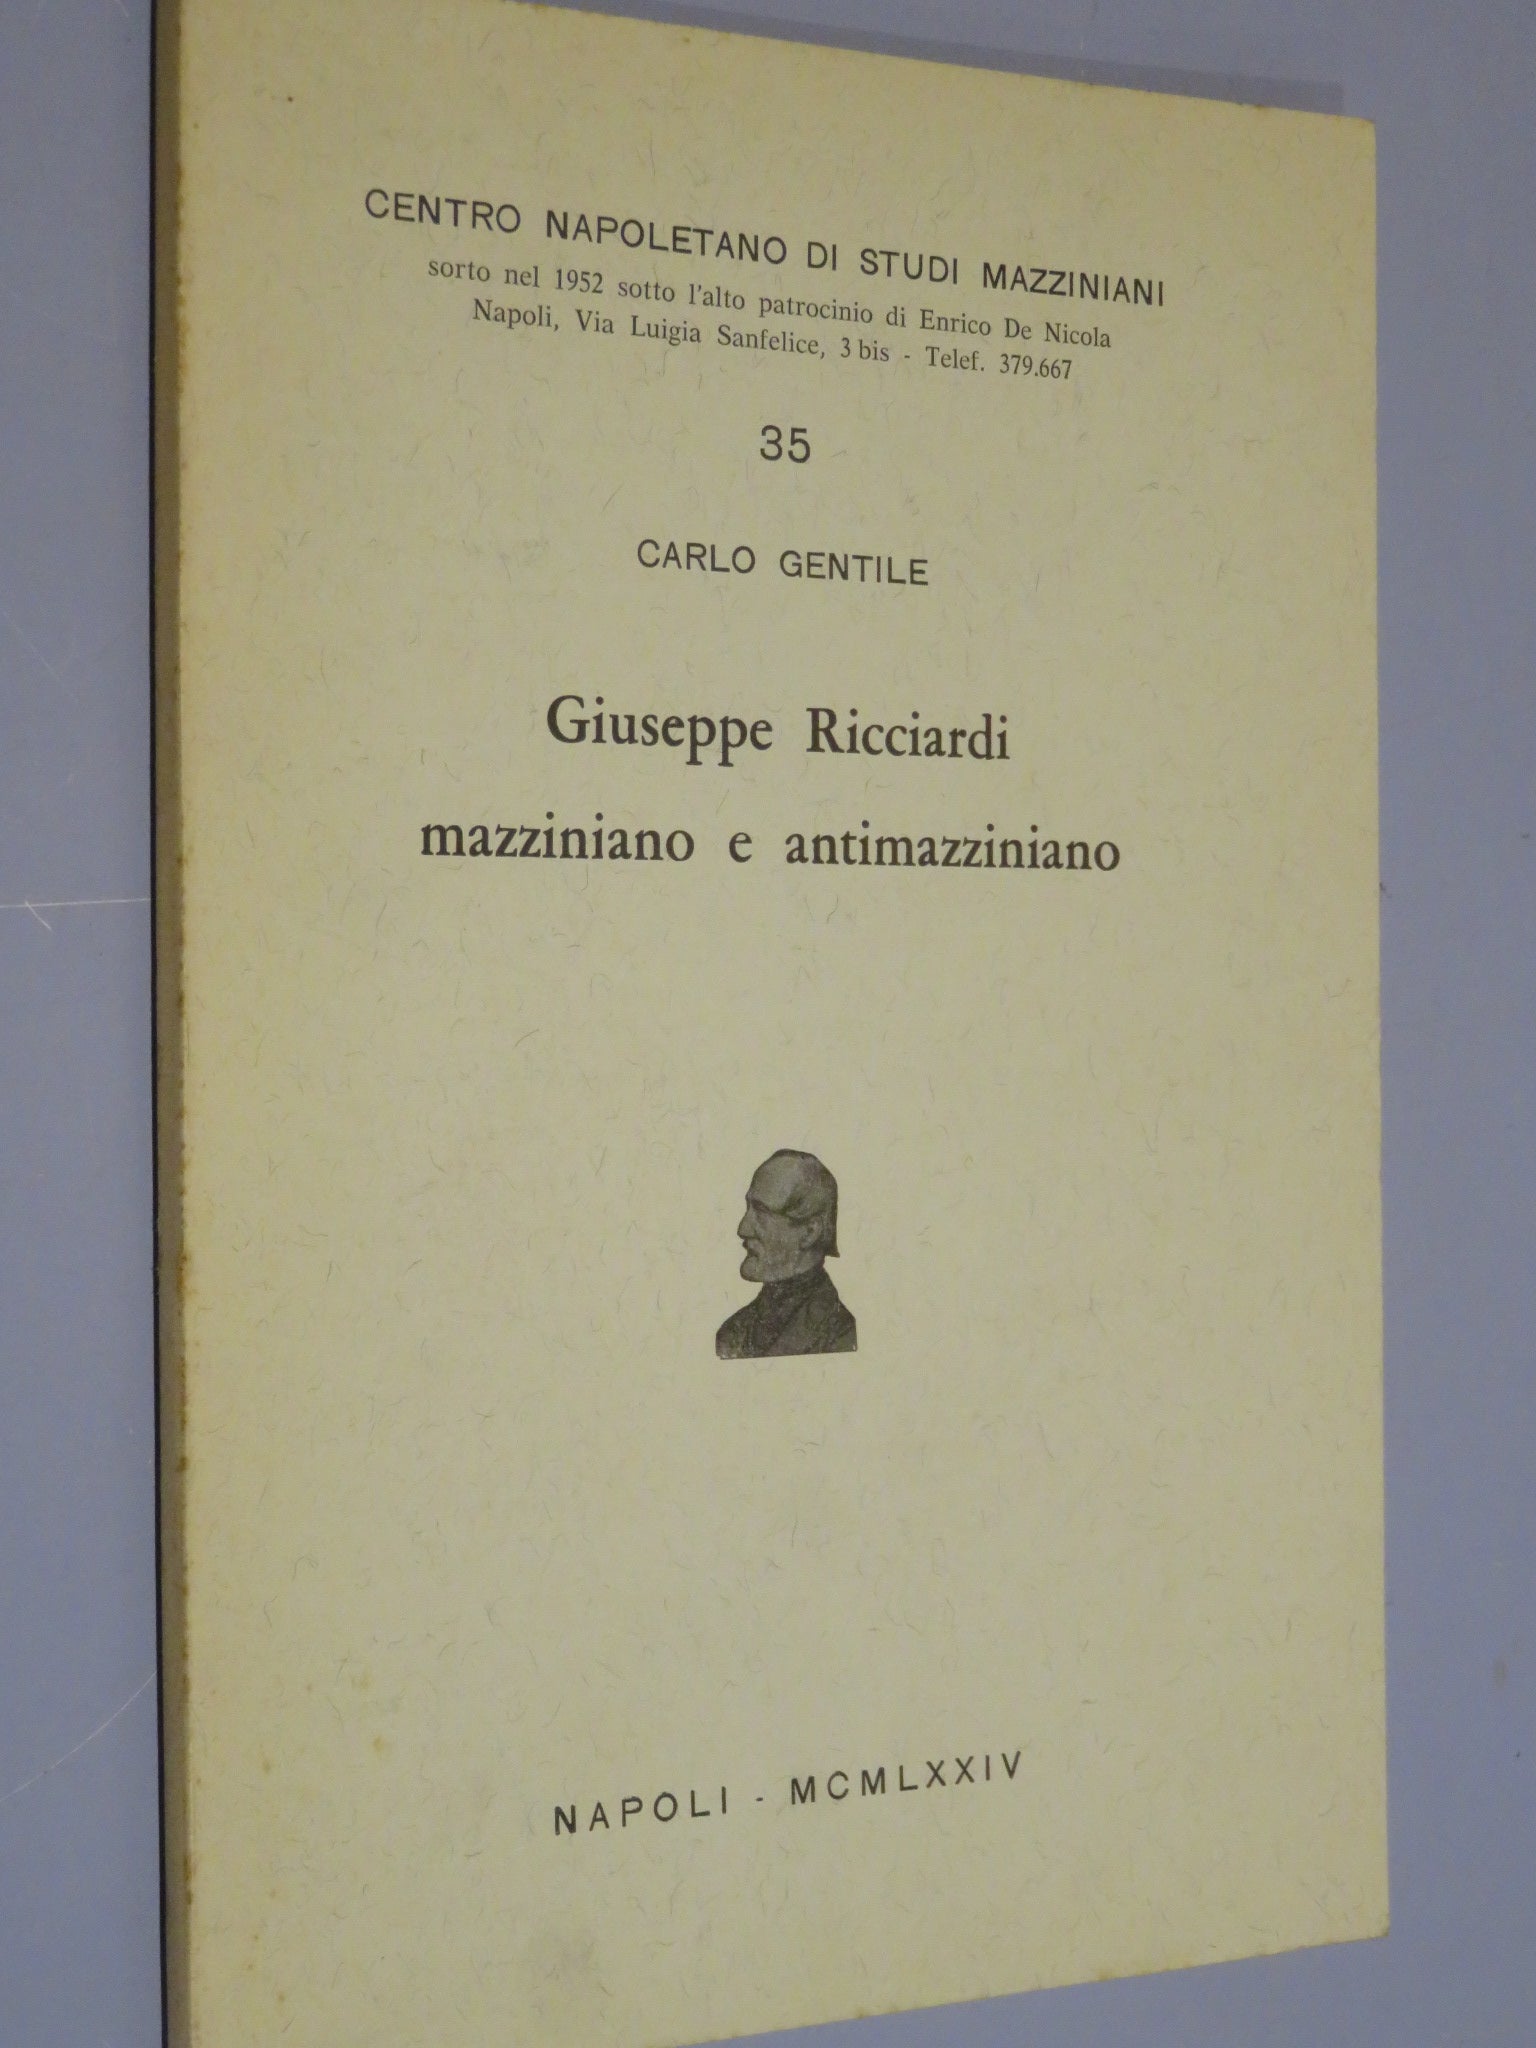 CENTRO NAPOLETANO DI STUDI MAZZINIANI
sorto nel 1952 sotto l'alto patrocinio di Enrico De Nicola
Napoli, Via Luigia Sanfelice, 3 bis - Telef. 379.667
35
CARLO GENTILE
Giuseppe Ricciardi
mazziniano e antimazziniano
NAPOLI - MCMLXXIV